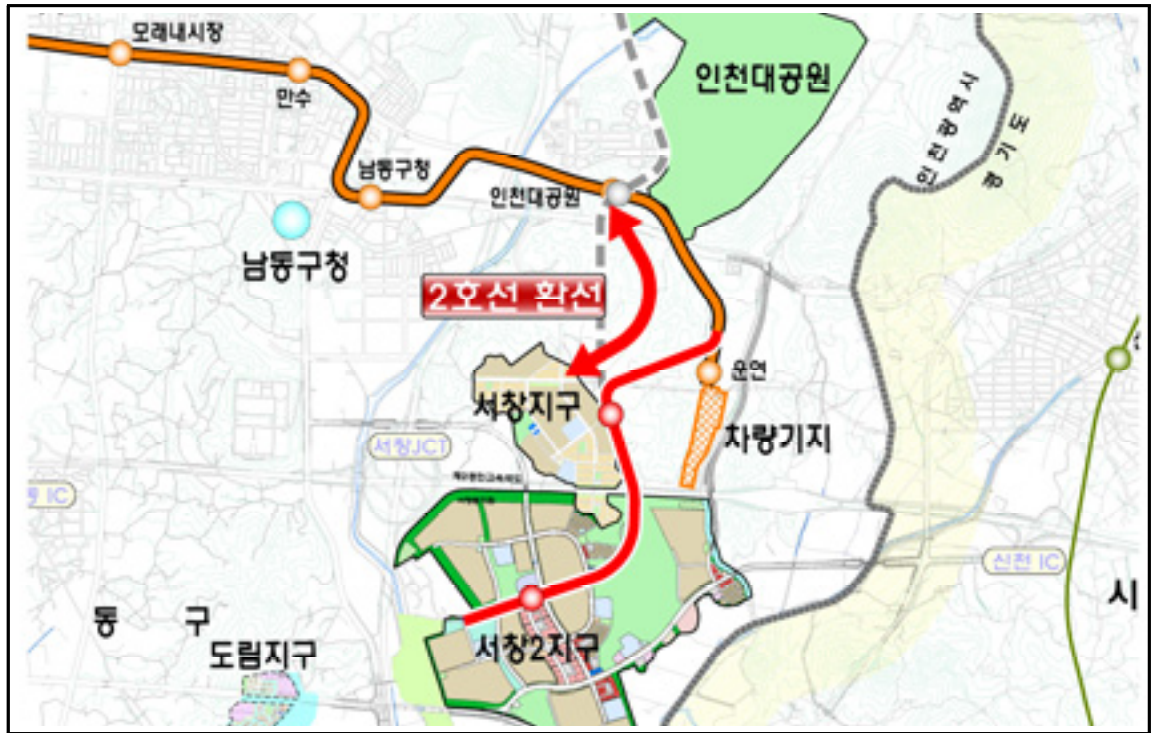 모래내시장
인천대공원
만수
인천광역시
경기도
남동구청
인천대공원
남동구청
2호선 환선
운연
서창지구
서창JCT
차량기지
IC
신천 IC
시
동 구
서창2지구
도림지구